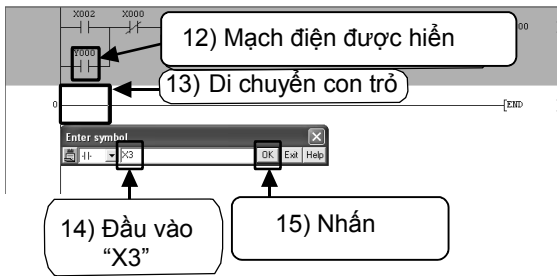 X002 X000
00
12) Mạch điện được hiển
Y000
13) Di chuyển con trỏ
0
[END
Enter symbol
X3 OK Exit Help
14) Đầu vào
“X3”
15) Nhấn